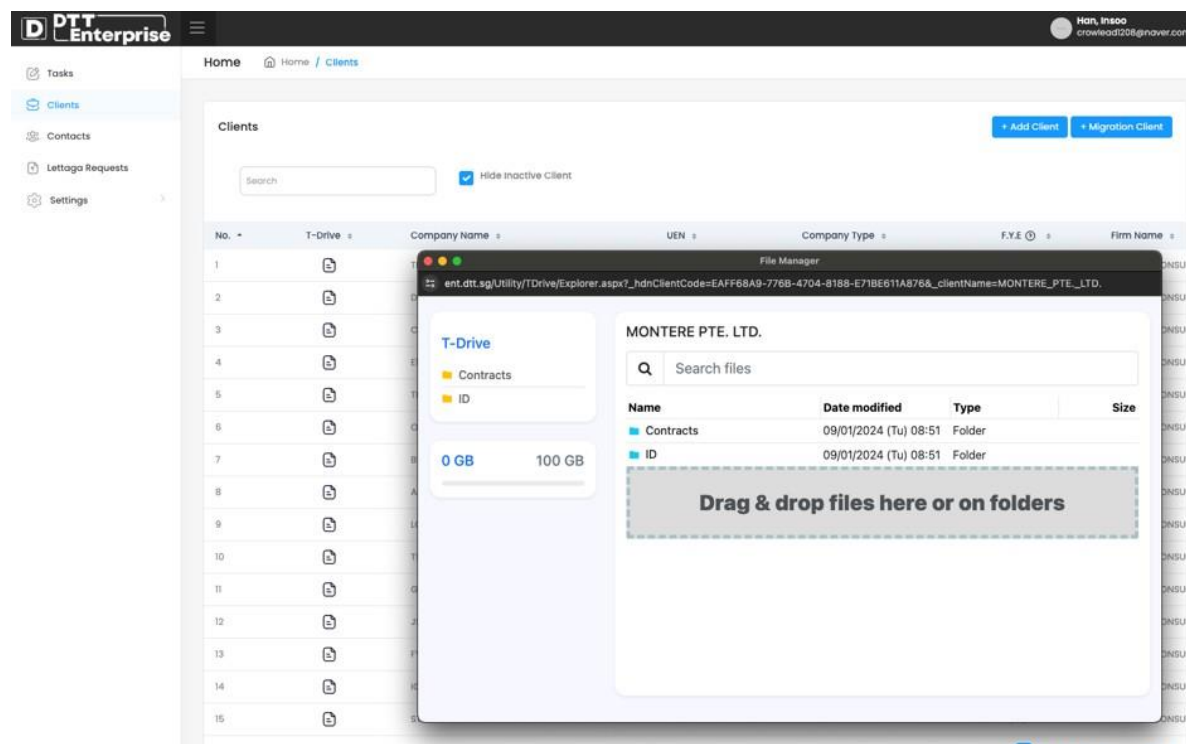 D DTT Enterprise
Han, Insoo
crowlead1208@naver.com
Tasks
Clients
Contacts
Lettaga Requests
Settings
Home
Home / Clients
Clients
+ Add Client
+ Migration Client
Search
Hide Inactive Client
No. T-Drive Company Name UEN Company Type F.Y.E Firm Name
1
2
3
4
5
6
7
8
9
10
11
12
13
14
15
File Manager
ent.dtt.sg/Utility/TDrive/Explorer.aspx?_hdnClientCode=EAFF68A9-776B-4704-8188-E71BE611A876&_clientName=MONTERE_PTE._LTD.
T-Drive
Contracts
ID
0 GB 100 GB
MONTERE PTE. LTD.
Search files
Name Date modified Type Size
Contracts 09/01/2024 (Tu) 08:51 Folder
ID 09/01/2024 (Tu) 08:51 Folder
Drag & drop files here or on folders